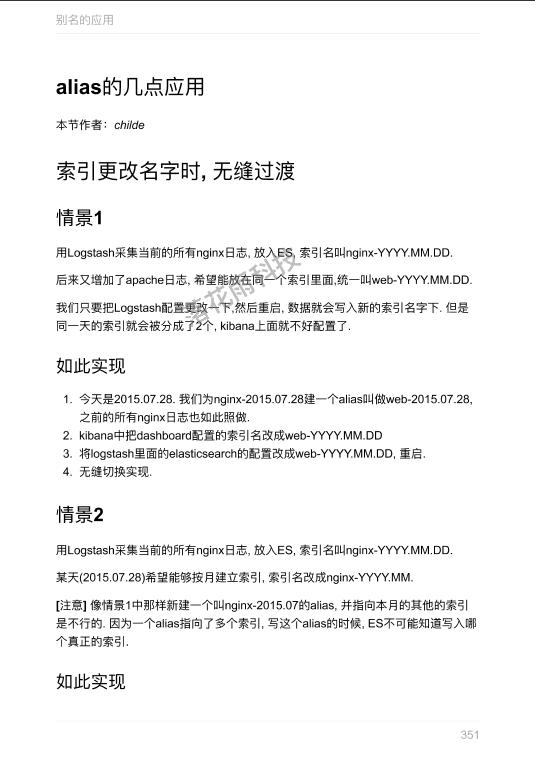 别名的应用
alias的几点应用
本节作者：childe
索引更改名字时, 无缝过渡
情景1
用Logstash采集当前的所有nginx日志, 放入ES, 索引名叫nginx-YYYY.MM.DD.
后来又增加了apache日志, 希望能放在同一个索引里面,统一叫web-YYYY.MM.DD.
我们只要把Logstash配置更改一下,然后重启, 数据就会写入新的索引名字下. 但是
同一天的索引就会被分成了2个, kibana上面就不好配置了.
落花雨科技
如此实现
1. 今天是2015.07.28. 我们为nginx-2015.07.28建一个alias叫做web-2015.07.28,
之前的所有nginx日志也如此照做.
2. kibana中把dashboard配置的索引名改成web-YYYY.MM.DD
3. 将logstash里面的elasticsearch的配置改成web-YYYY.MM.DD, 重启.
4. 无缝切换实现.
情景2
用Logstash采集当前的所有nginx日志, 放入ES, 索引名叫nginx-YYYY.MM.DD.
某天(2015.07.28)希望能够按月建立索引, 索引名改成nginx-YYYY.MM.
[注意] 像情景1中那样新建一个叫nginx-2015.07的alias, 并指向本月的其他的索引
是不行的. 因为一个alias指向了多个索引, 写这个alias的时候, ES不可能知道写入哪
个真正的索引.
如此实现
351